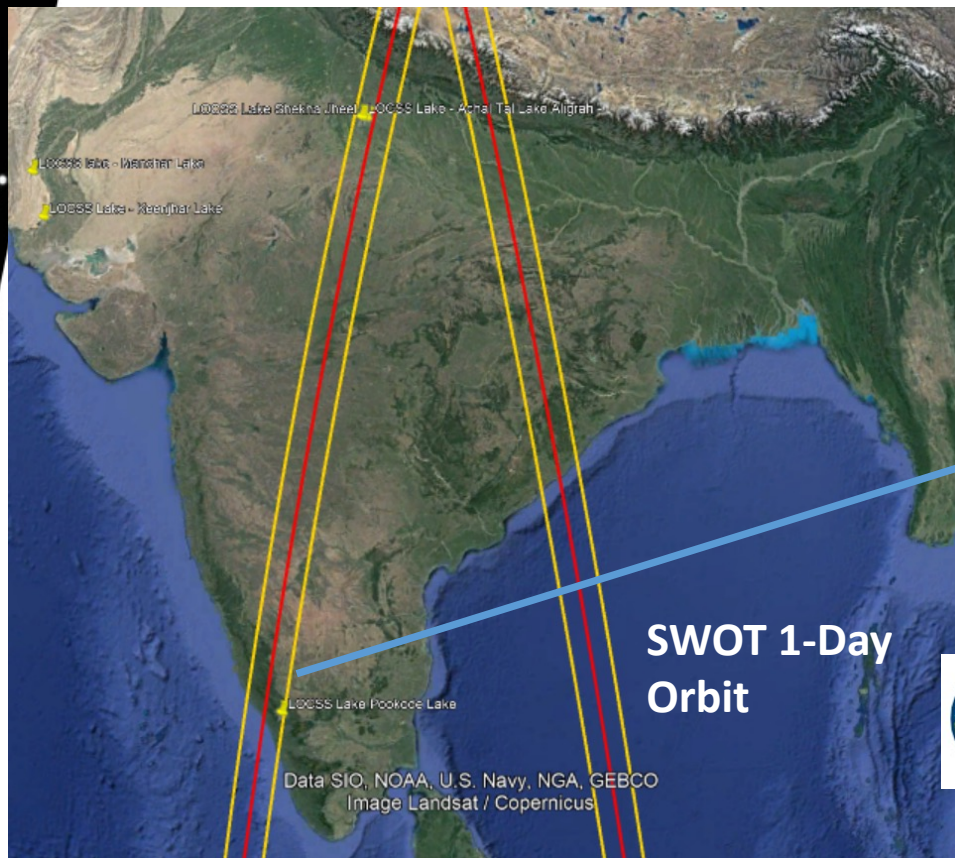 LOCSS Lake Shekha Jheel
LOCSS Lake - Achal Tal Lake Aligrah
LOCSS lake - Manchar Lake
LOCSS Lake - Keenjhar Lake
SWOT 1-Day
Orbit
LOCSS Lake Pookode Lake
Data SIO, NOAA, U.S. Navy, NGA, GEBCO
Image Landsat / Copernicus